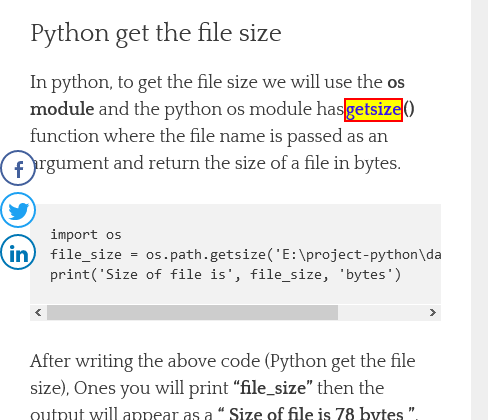 Python get the file size
In python, to get the file size we will use the os
module and the python os module has getsize()
function where the file name is passed as an
argument and return the size of a file in bytes.
import os
file_size = os.path.getsize('E:\project-python\da
print('Size of file is', file_size, 'bytes')
After writing the above code (Python get the file
size), Ones you will print “file_size” then the
output will appear as a “ Size of file is 78 bytes ”.